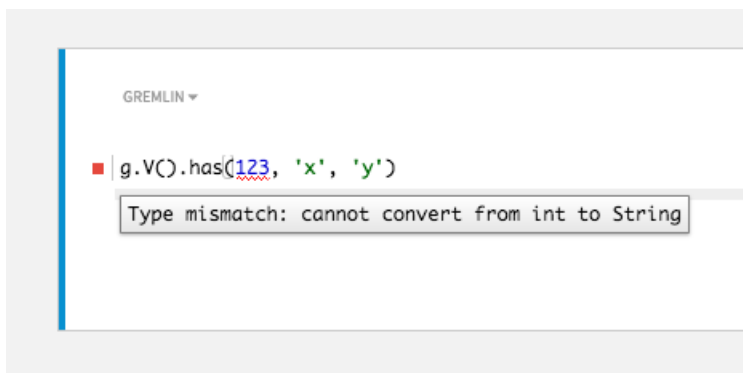 GREMLIN
g.V().has(123, 'x', 'y')
Type mismatch: cannot convert from int to String